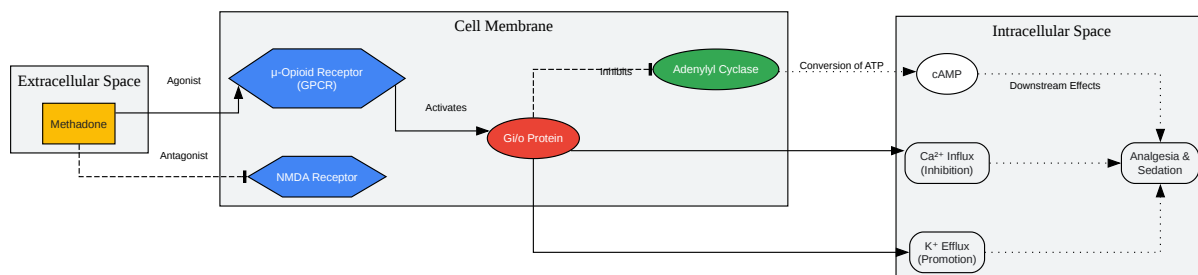 Extracellular Space
Methadone
Agonist
Antagonist
Cell Membrane
μ-Opioid Receptor
(GPCR)
NMDA Receptor
Activates
Gi/o Protein
Inhibits
Adenylyl Cyclase
Conversion of ATP
Intracellular Space
cAMP
Downstream Effects
Ca²⁺ Influx
(Inhibition)
K⁺ Efflux
(Promotion)
Analgesia &
Sedation